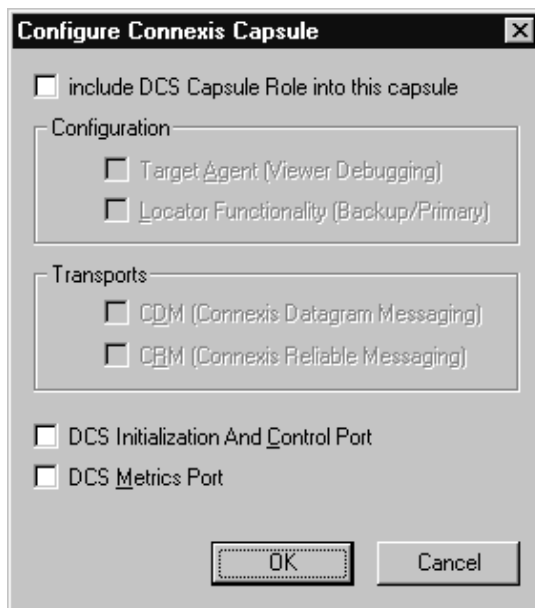 Configure Connexis Capsule
include DCS Capsule Role into this capsule
Configuration
Target Agent (Viewer Debugging)
Locator Functionality (Backup/Primary)
Transports
CDM (Connexis Datagram Messaging)
CRM (Connexis Reliable Messaging)
DCS Initialization And Control Port
DCS Metrics Port
OK Cancel